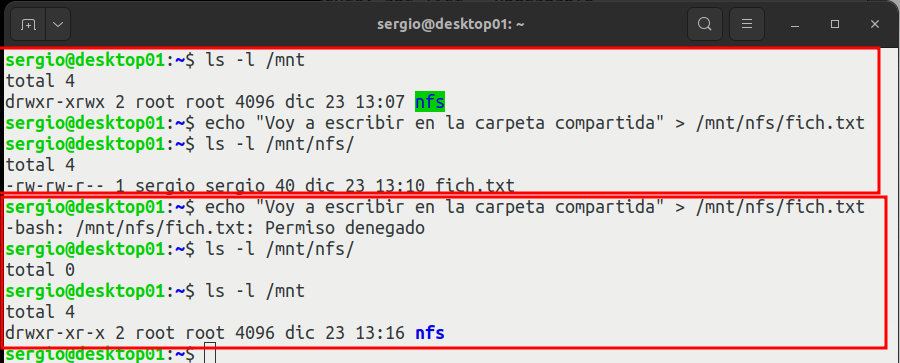 sergio@desktop01: ~
sergio@desktop01:~$ ls -l /mnt
total 4
drwxr-xrwx 2 root root 4096 dic 23 13:07 nfs
sergio@desktop01:~$ echo "Voy a escribir en la carpeta compartida" > /mnt/nfs/fich.txt
sergio@desktop01:~$ ls -l /mnt/nfs/
total 4
-rw-rw-r-- 1 sergio sergio 40 dic 23 13:10 fich.txt
sergio@desktop01:~$ echo "Voy a escribir en la carpeta compartida" > /mnt/nfs/fich.txt
-bash: /mnt/nfs/fich.txt: Permiso denegado
sergio@desktop01:~$ ls -l /mnt/nfs/
total 0
sergio@desktop01:~$ ls -l /mnt
total 4
drwxr-xr-x 2 root root 4096 dic 23 13:16 nfs
sergio@desktop01:~$